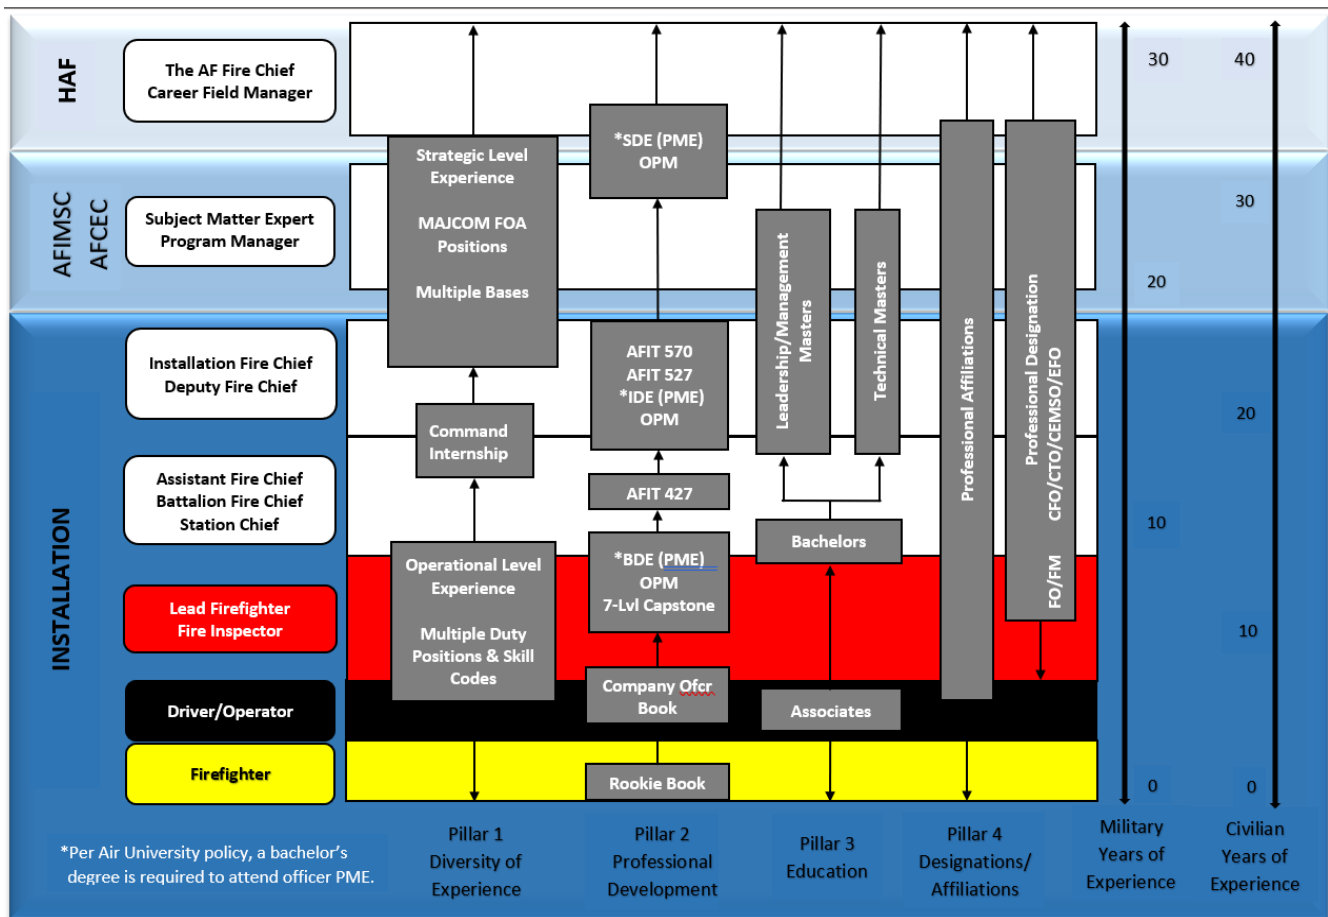 HAF
The AF Fire Chief
Career Field Manager
AFIMSC
AFCEC
Subject Matter Expert
Program Manager
INSTALLATION
Installation Fire Chief
Deputy Fire Chief
Assistant Fire Chief
Battalion Fire Chief
Station Chief
Lead Firefighter
Fire Inspector
Driver/Operator
Firefighter
Strategic Level
Experience
MAJCOM FOA
Positions
Multiple Bases
Command
Internship
Operational Level
Experience
Multiple Duty
Positions & Skill
Codes
*SDE (PME)
OPM
AFIT 570
AFIT 527
*IDE (PME)
OPM
AFIT 427
*BDE (PME)
OPM
7-Lvl Capstone
Company Ofcr
Book
Rookie Book
Leadership/Management
Masters
Technical Masters
Bachelors
Associates
Professional Affiliations
Professional Designation
FO/FM CFO/CTO/CEMSO/EFO
30
20
10
0
40
30
20
10
0
*Per Air University policy, a bachelor's
degree is required to attend officer PME.
Pillar 1
Diversity of
Experience
Pillar 2
Professional
Development
Pillar 3
Education
Pillar 4
Designations/
Affiliations
Military
Years of
Experience
Civilian
Years of
Experience